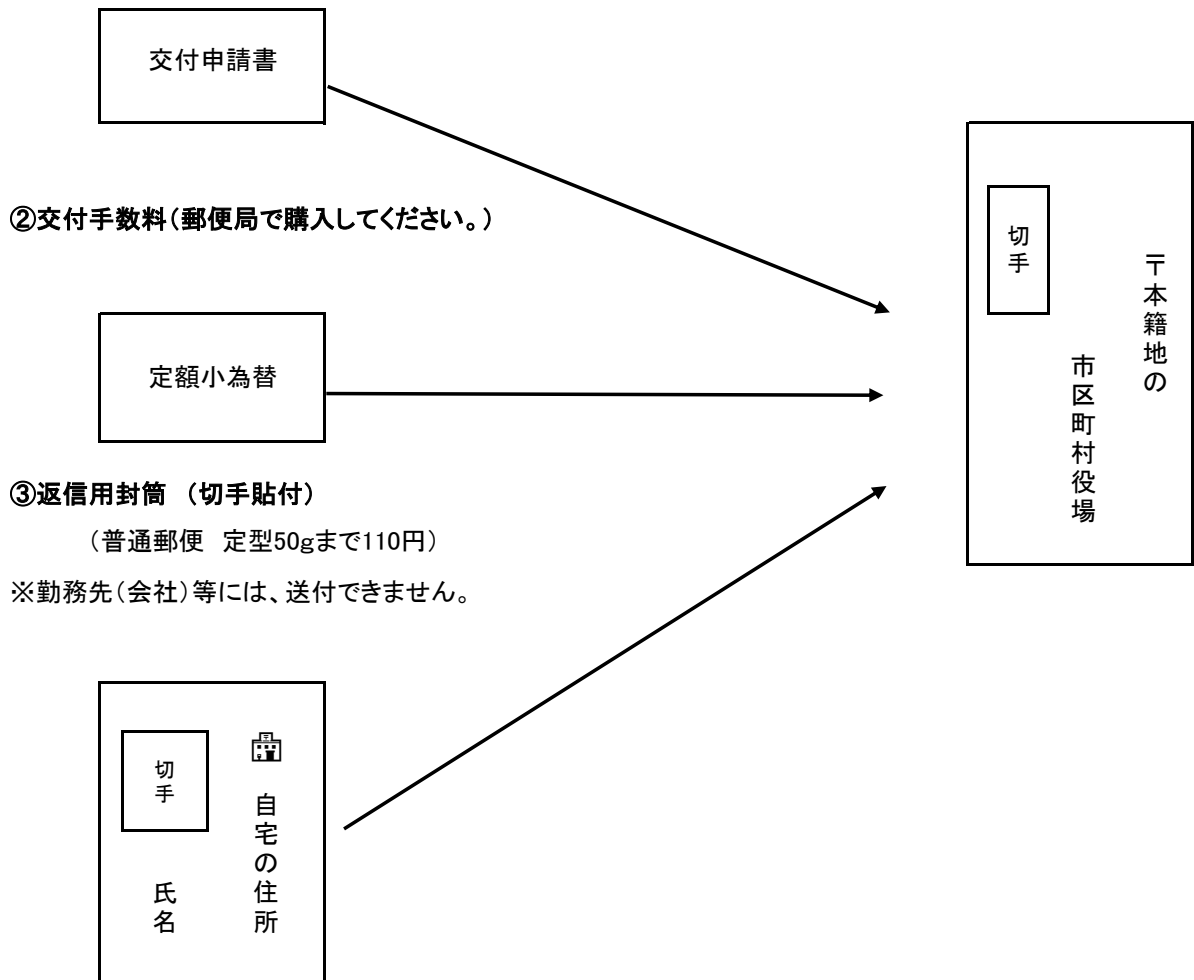 交付申請書
②交付手数料(郵便局で購入してください。)
定額小為替
③返信用封筒 (切手貼付)
(普通郵便 定型50gまで110円)
※勤務先(会社)等には、送付できません。
自宅の住所
切手
氏名
〒本籍地の
市区町村役場
切手